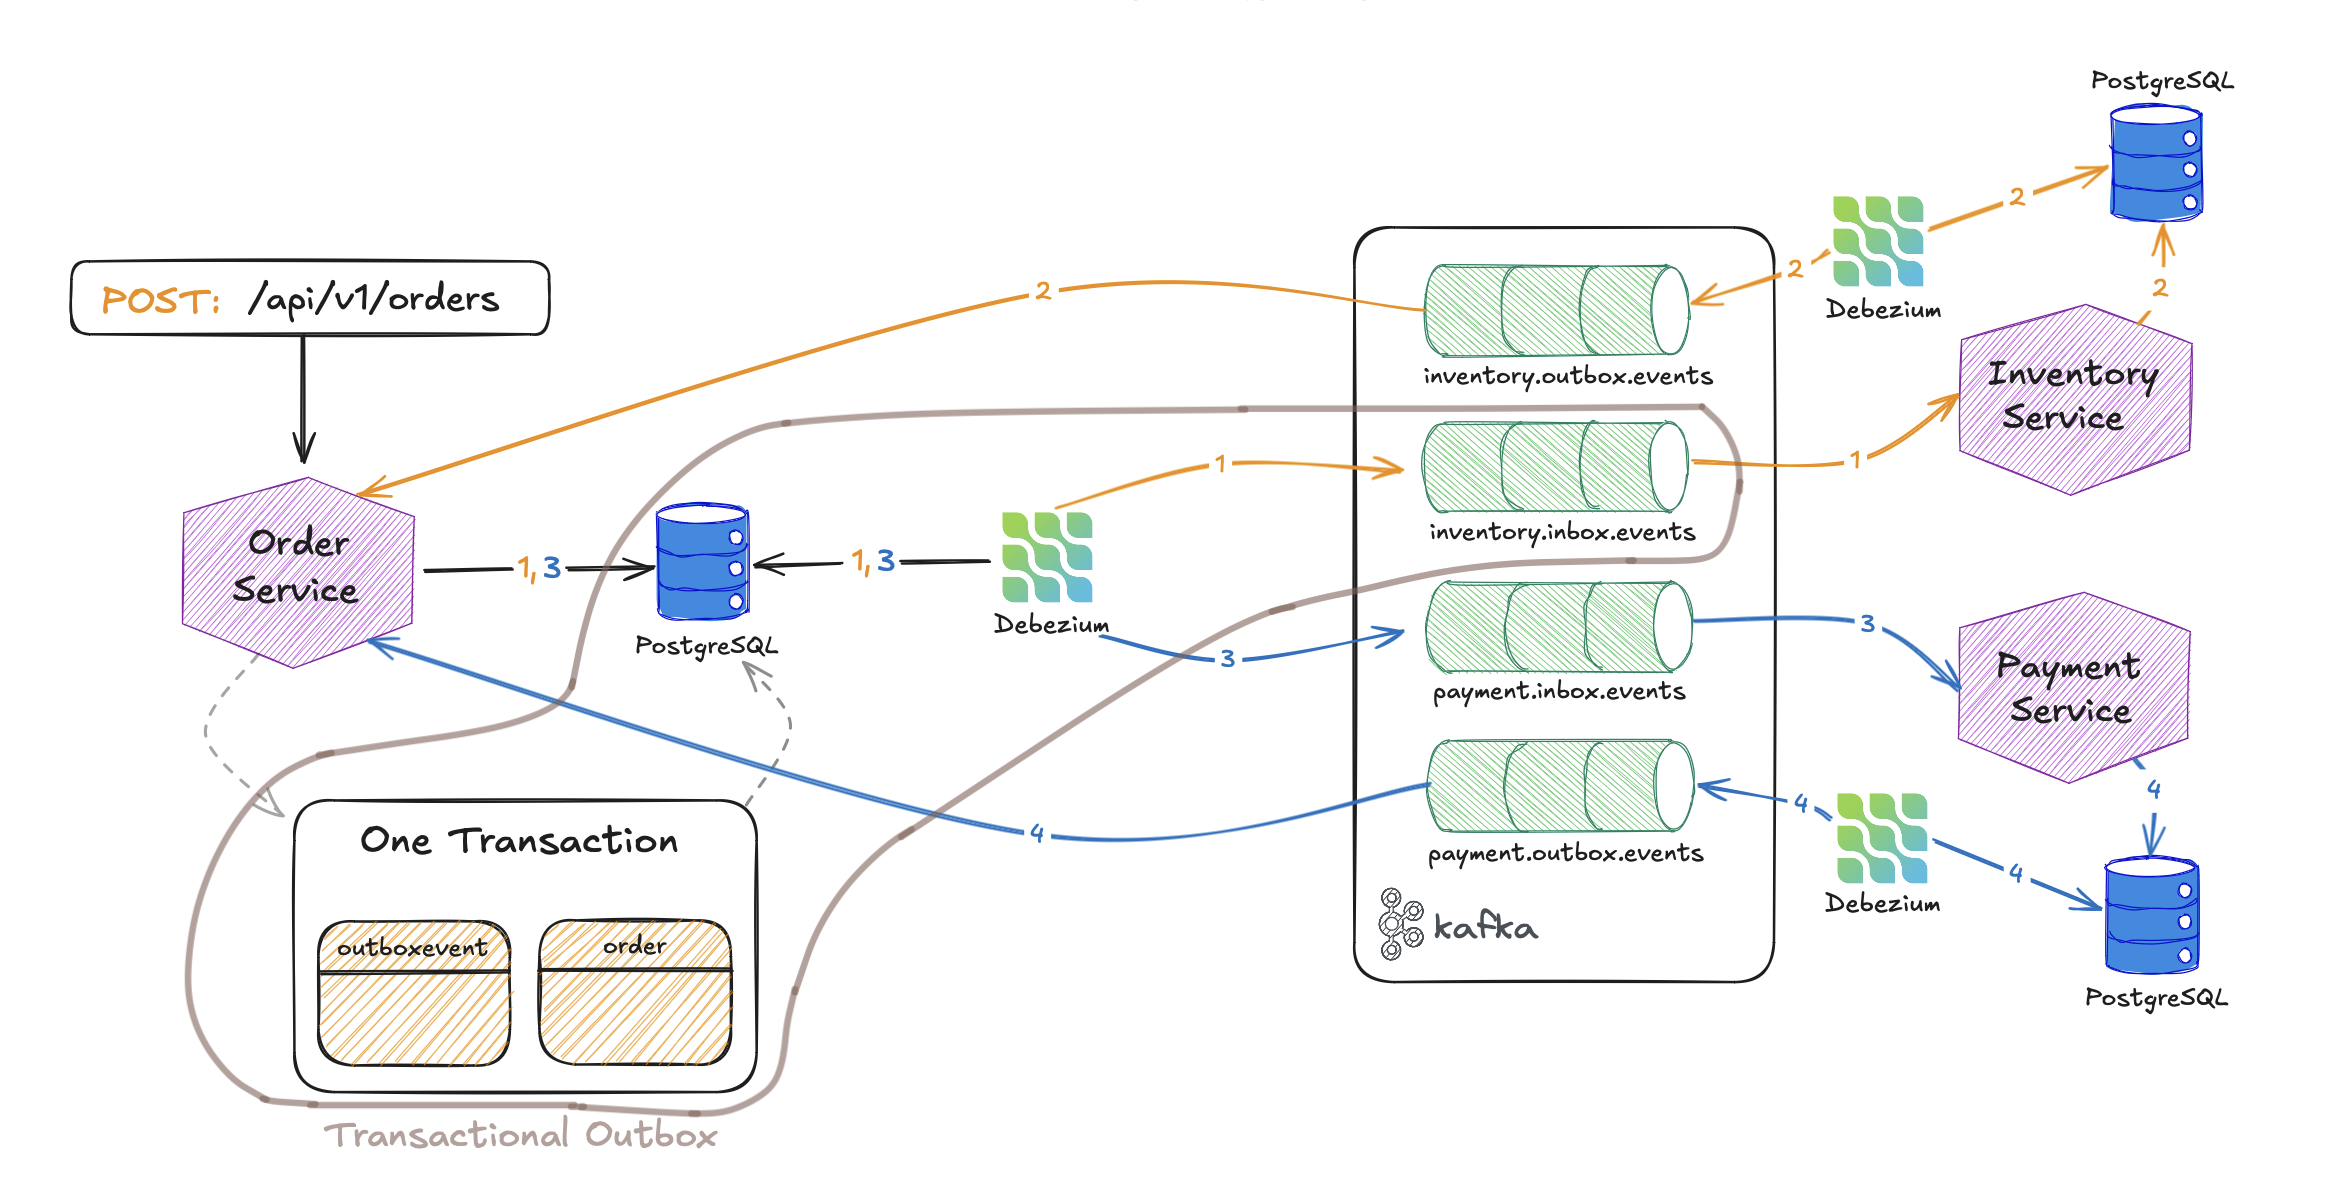 PostgreSQL
2
2
Debezium
2
POST: /api/v1/orders
2
inventory.outbox.events
Inventory
Service
1
1
inventory.inbox.events
Order
Service
1, 3
PostgreSQL
1, 3
Debezium
3
3
payment.inbox.events
Payment
Service
4
4
4
4
payment.outbox.events
Debezium
PostgreSQL
kafka
One Transaction
outboxevent
order
Transactional Outbox